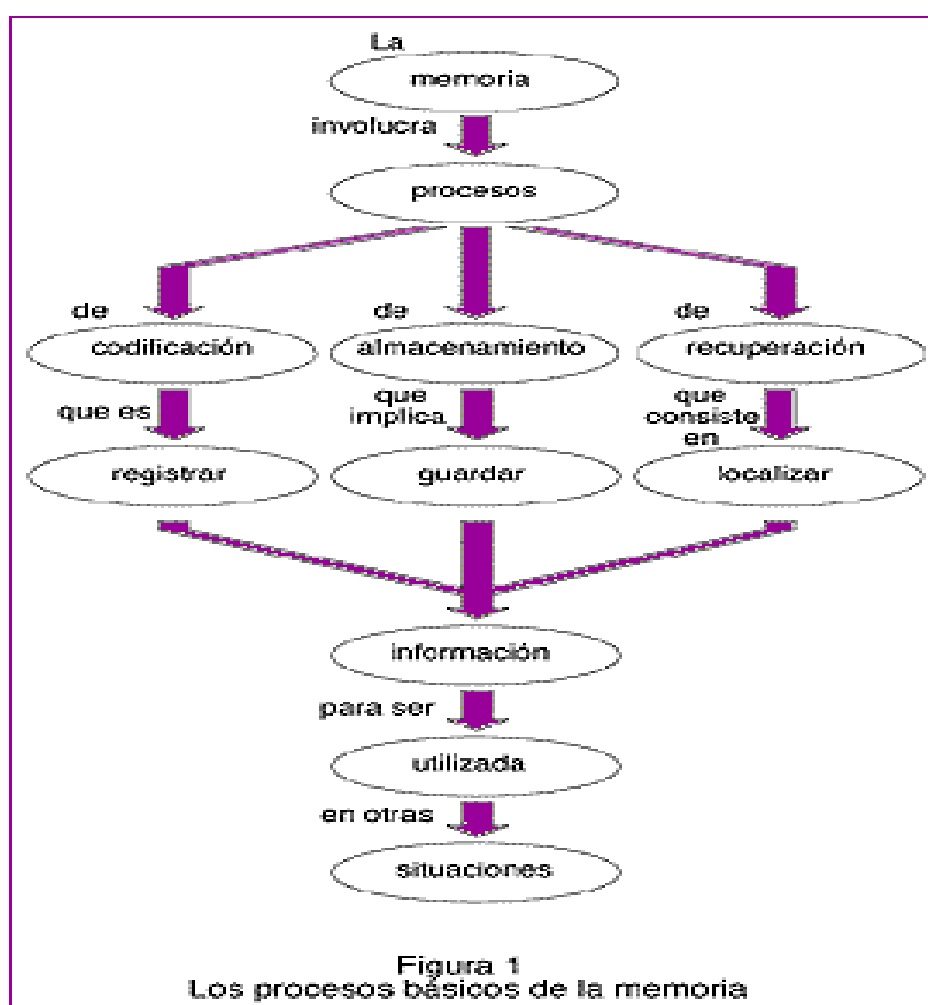 La
memoria
involucra
procesos
de de de
codificación almacenamiento recuperación
que es que implica que consiste en
registrar guardar localizar
información
para ser
utilizada
en otras
situaciones
Figura 1
Los procesos básicos de la memoria